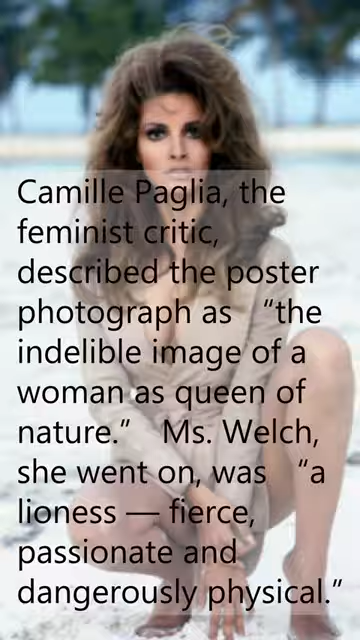 Camille Paglia, the
feminist critic,
described the poster
photograph as “the
indelible image of a
woman as queen of
nature.” Ms. Welch,
she went on, was “a
lioness — fierce,
passionate and
dangerously physical.”